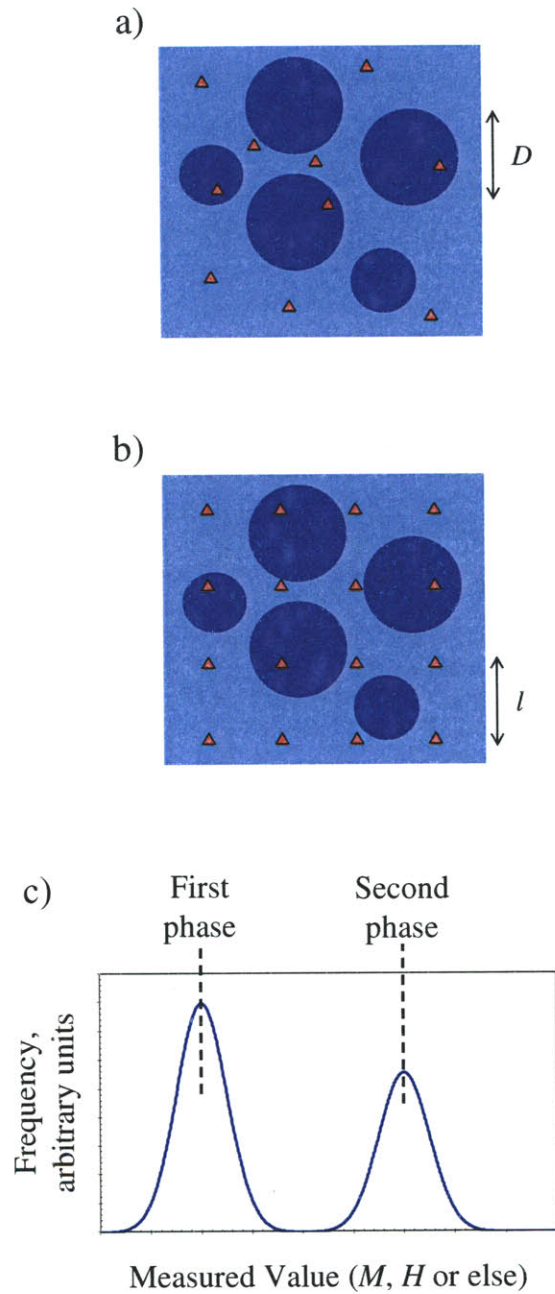 a)
D
b)
l
c)
First
phase
Second
phase
Frequency,
arbitrary units
Measured Value (M, H or else)